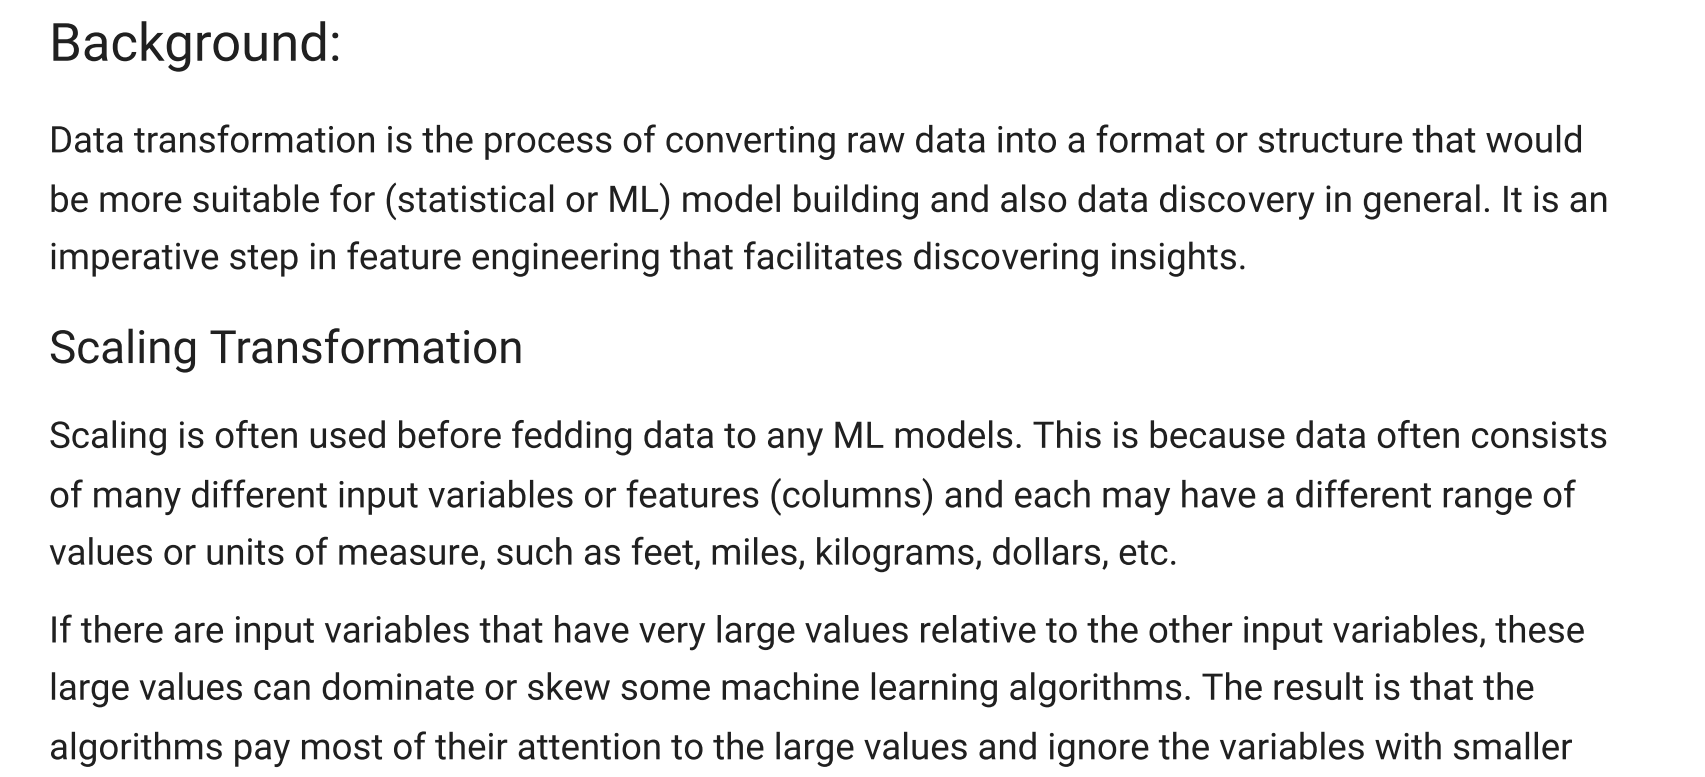 Background:
Data transformation is the process of converting raw data into a format or structure that would
be more suitable for (statistical or ML) model building and also data discovery in general. It is an
imperative step in feature engineering that facilitates discovering insights.
Scaling Transformation
Scaling is often used before fedding data to any ML models. This is because data often consists
of many different input variables or features (columns) and each may have a different range of
values or units of measure, such as feet, miles, kilograms, dollars, etc.
If there are input variables that have very large values relative to the other input variables, these
large values can dominate or skew some machine learning algorithms. The result is that the
algorithms pay most of their attention to the large values and ignore the variables with smaller